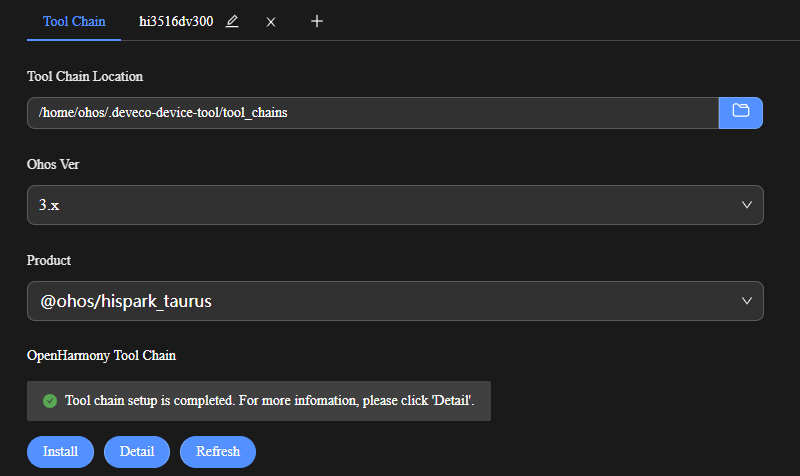 Tool Chain hi3516dv300
Tool Chain Location
/home/ohos/.deveco-device-tool/tool_chains
Ohos Ver
3.x
Product
@ohos/hispark_taurus
OpenHarmony Tool Chain
Tool chain setup is completed. For more infomation, please click 'Detail'.
Install Detail Refresh